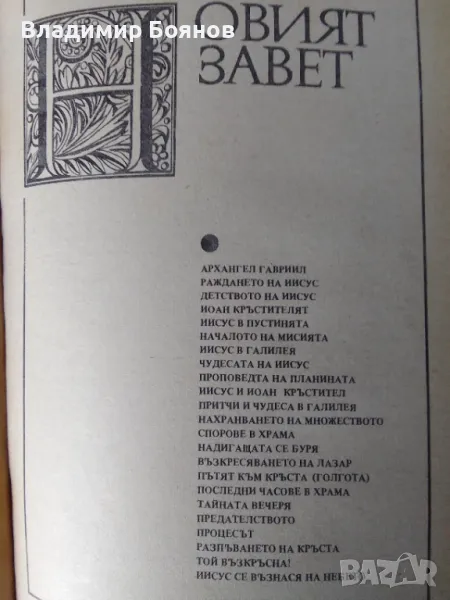 Владимир Боянов
НОВИЯТ
ЗАВЕТ
АРХАНГЕЛ ГАВРИИЛ
РАЖДАНЕТО НА ИИСУС
ДЕТСТВОТО НА ИИСУС
ИОАН КРЪСТИТЕЛЯТ
ИИСУС В ПУСТИНЯТА
НАЧАЛОТО НА МИСИЯТА
ИИСУС В ГАЛИЛЕЯ
ЧУДЕСАТА НА ИИСУС
ПРОПОВЕДТА НА ПЛАНИНАТА
ИИСУС И ИОАН КРЪСТИТЕЛ
ПРИТЧИ И ЧУДЕСА В ГАЛИЛЕЯ
НАХРАНВАНЕТО НА МНОЖЕСТВОТО
СПОРОВЕ В ХРАМА
НАДИГАЩАТА СЕ БУРЯ
ВЪЗКРЕСЯВАНЕТО НА ЛАЗАР
ПЪТЯТ КЪМ КРЪСТА (ГОЛГОТА)
ПОСЛЕДНИ ЧАСОВЕ В ХРАМА
ТАЙНАТА ВЕЧЕРЯ
ПРЕДАТЕЛСТВОТО
ПРОЦЕСЪТ
РАЗПЪВАНЕТО НА КРЪСТА
ТОЙ ВЪЗКРЪСНА!
ИИСУС СЕ ВЪЗНАСЯ НА НЕБЕТО
BAZAR